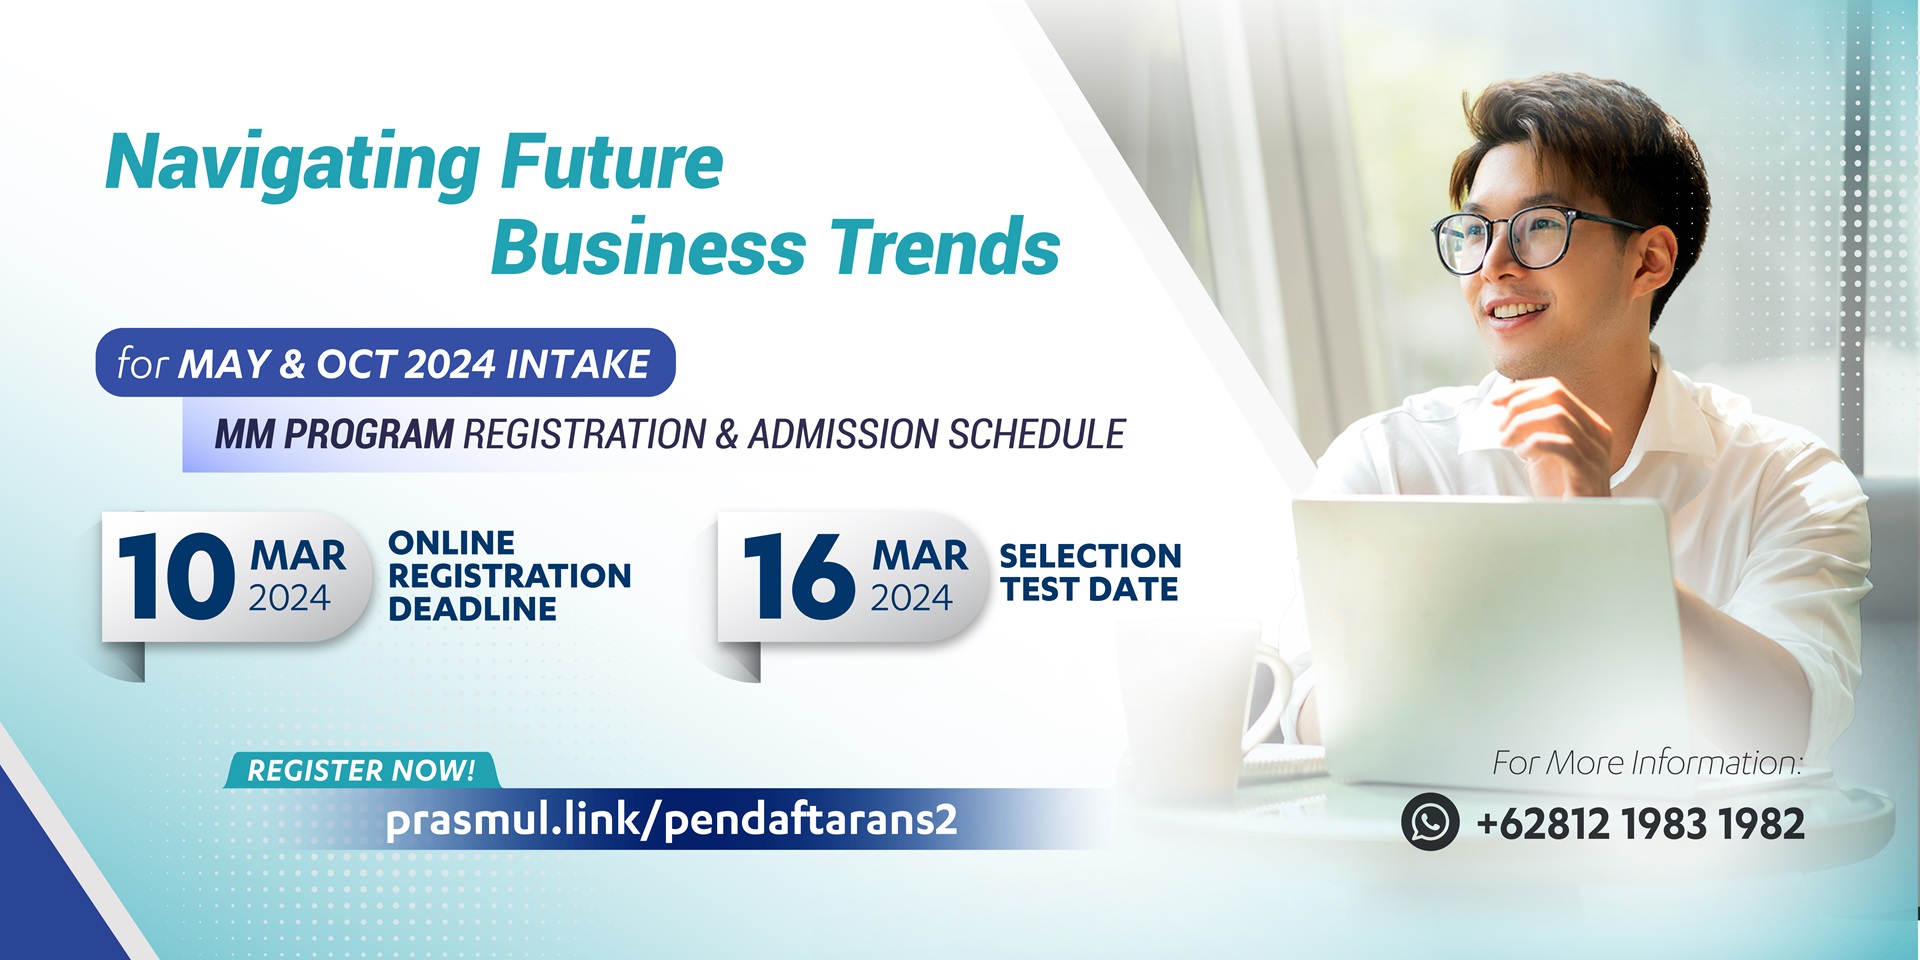 Navigating Future
Business Trends
for MAY & OCT 2024 INTAKE
MM PROGRAM REGISTRATION & ADMISSION SCHEDULE
10 MAR
2024
ONLINE
REGISTRATION
DEADLINE
16 MAR
2024
SELECTION
TEST DATE
REGISTER NOW!
prasmul.link/pendaftarans2
For More Information:
+62812 1983 1982